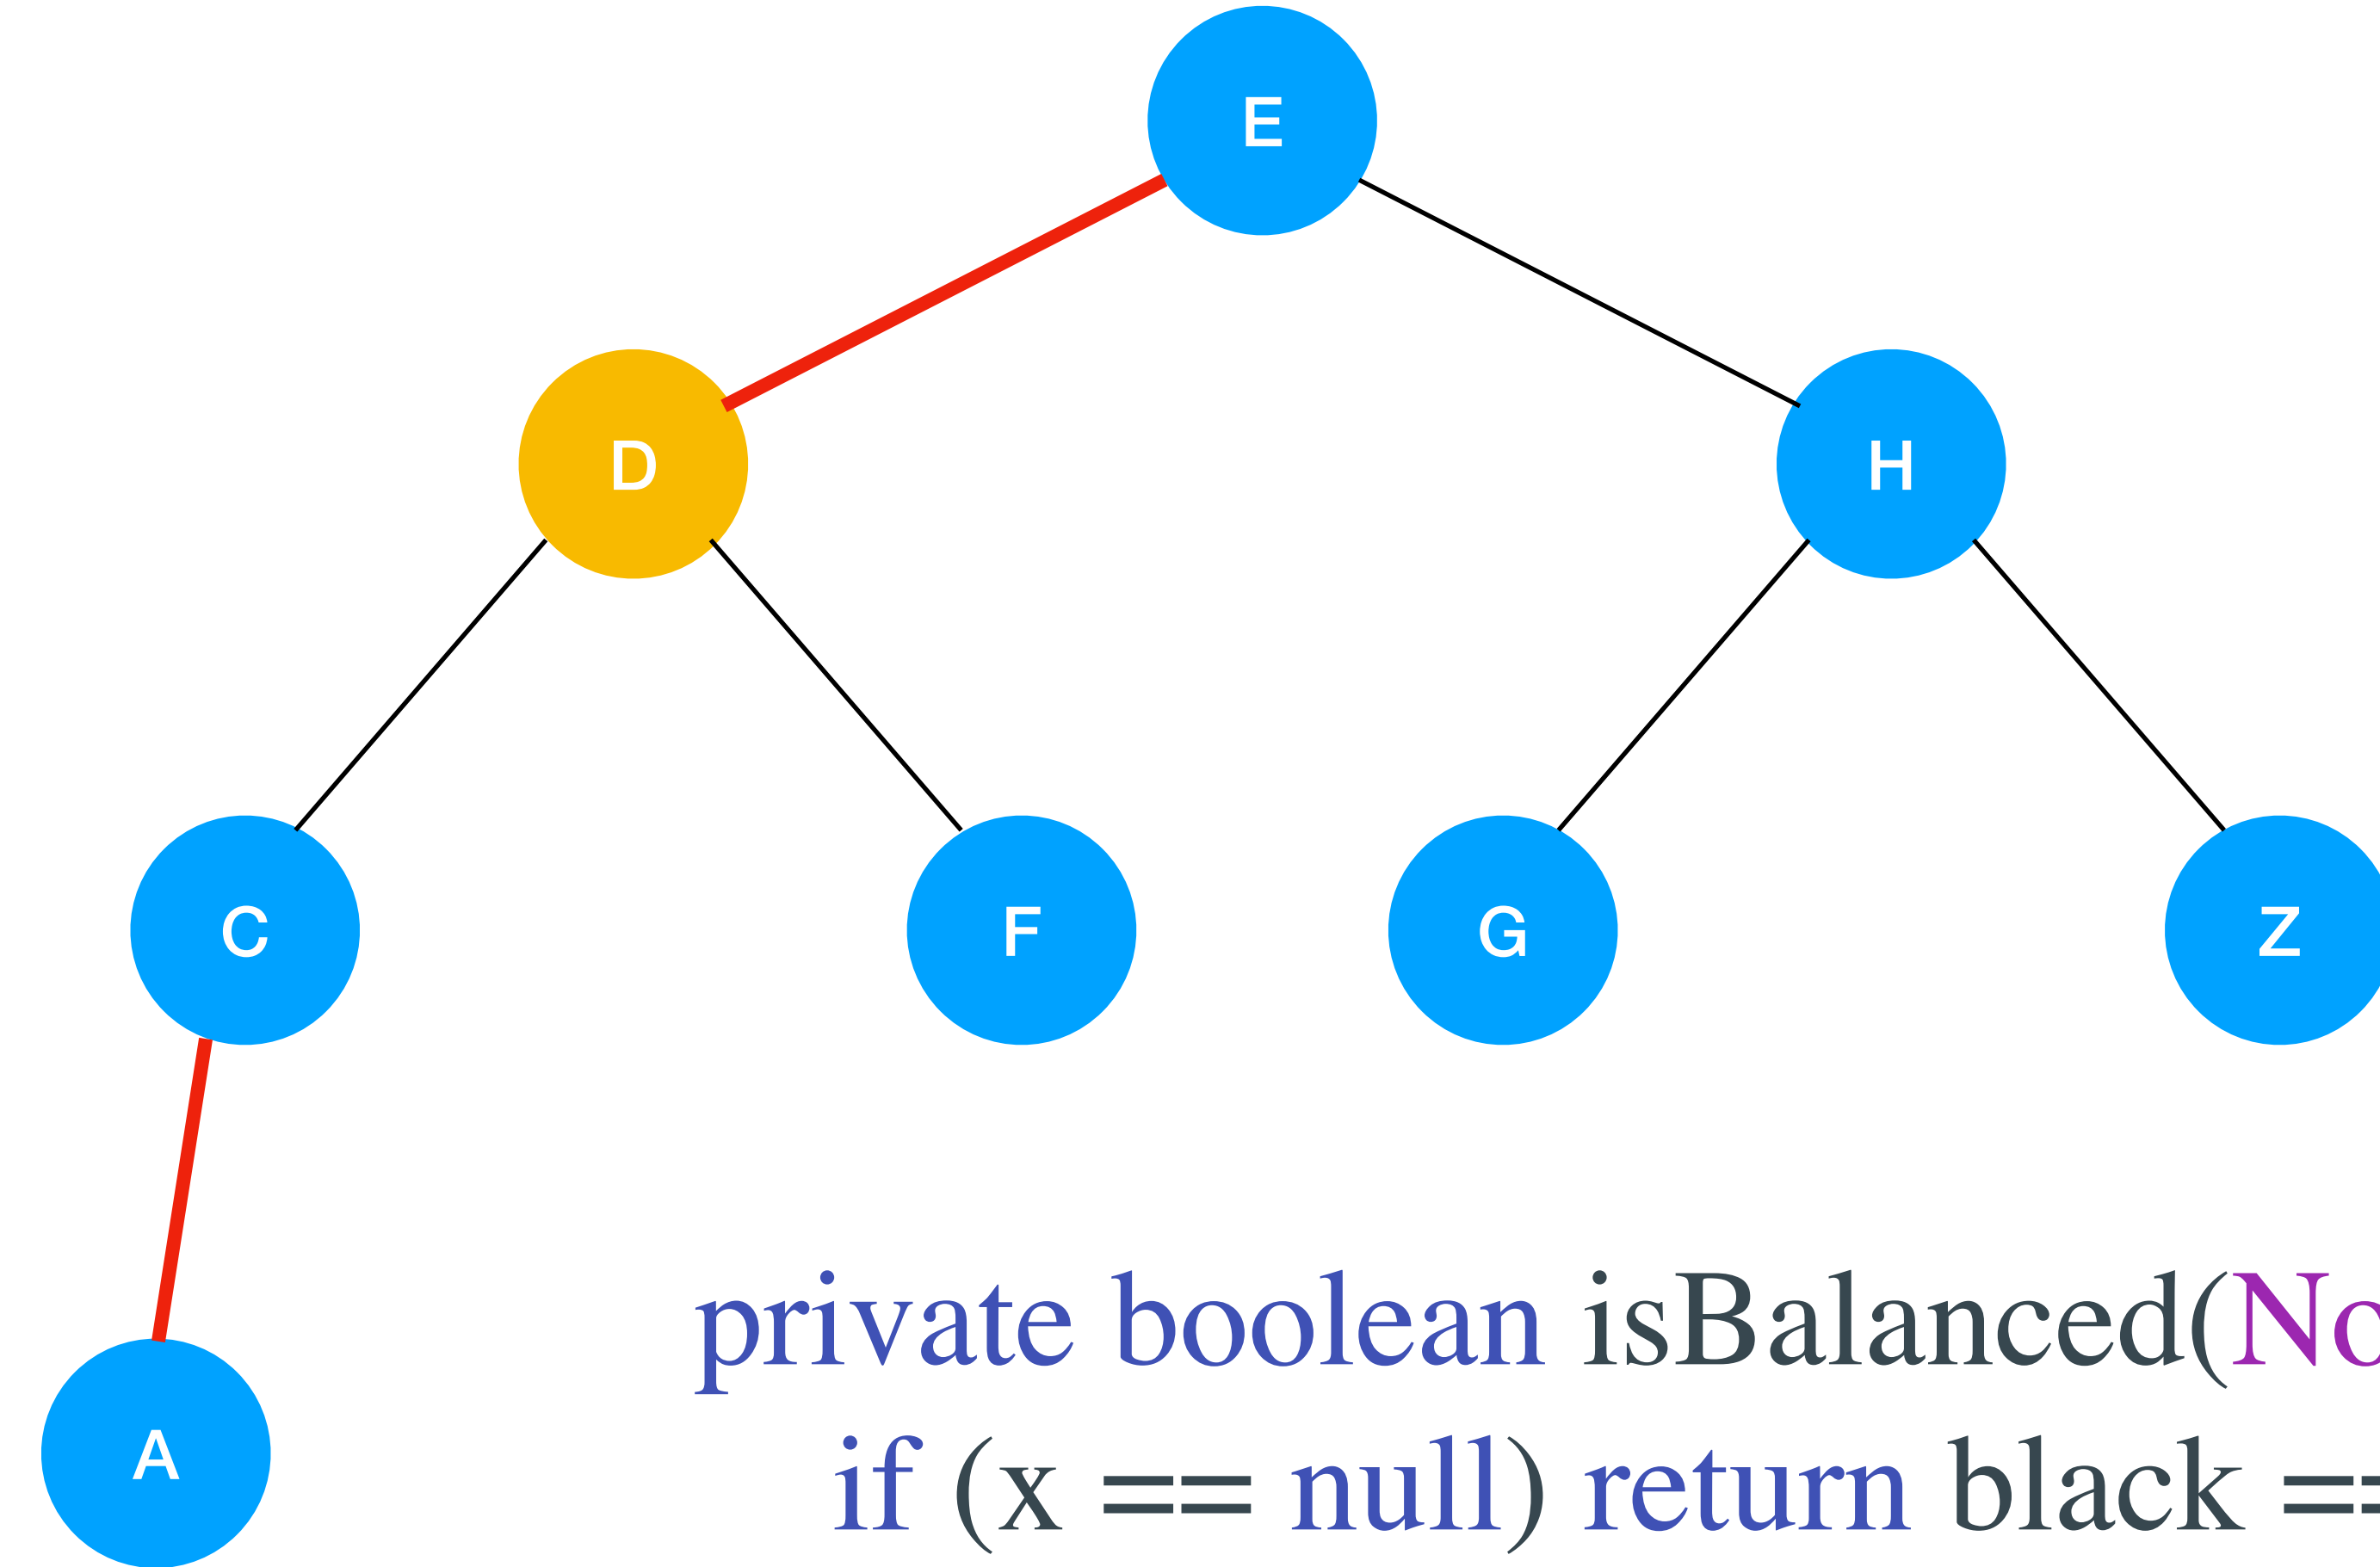 E
D
H
C
F
G
Z
A
private boolean isBalanced(No
if (x == null) return black ==